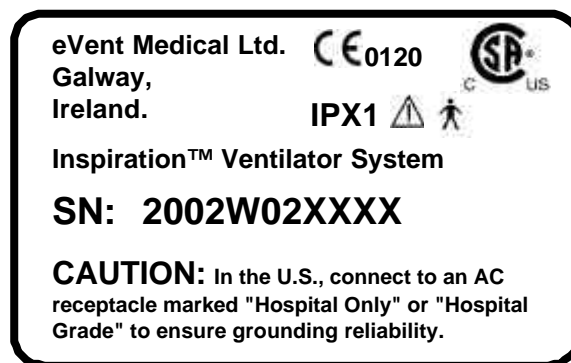 eVent Medical Ltd.
Galway,
Ireland.
CE0120
SA
C US
IPX1
Inspiration™ Ventilator System
SN: 2002W02XXXX
CAUTION: In the U.S., connect to an AC
receptacle marked "Hospital Only" or "Hospital
Grade" to ensure grounding reliability.